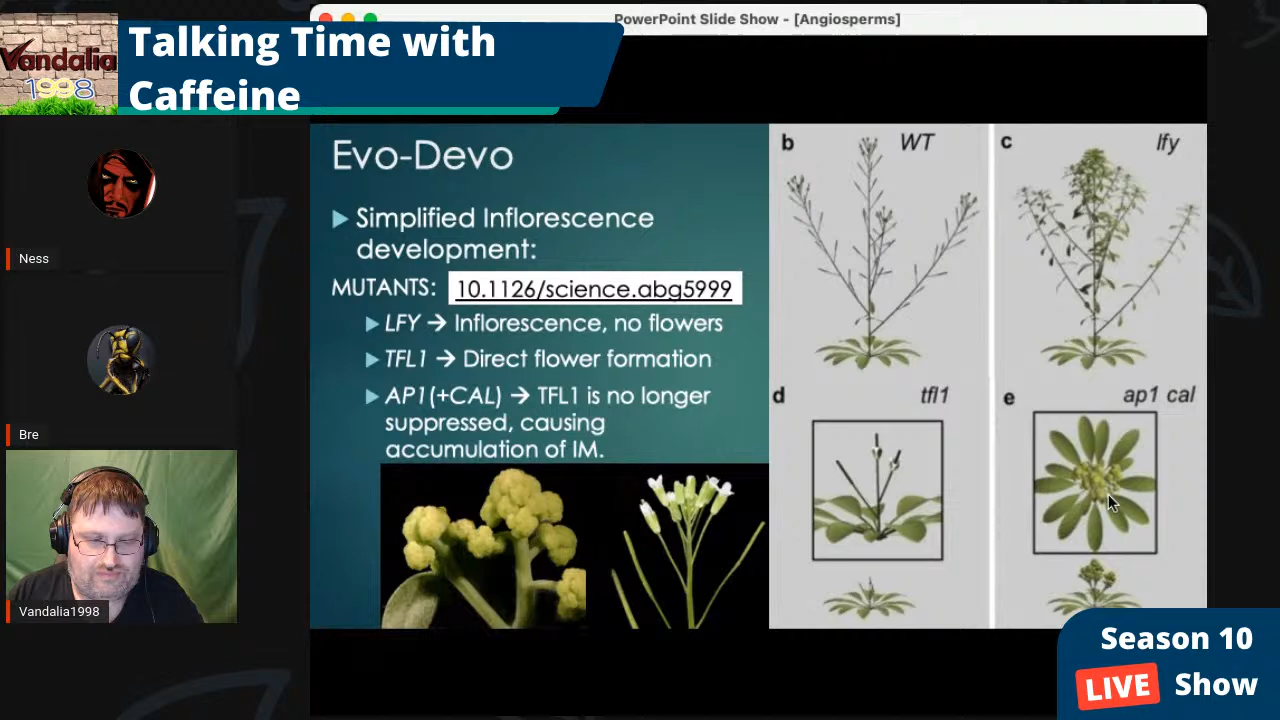 PowerPoint Slide Show - [Angiosperms]
Vandalia
1998
Talking Time with
Caffeine
Ness
Bre
Vandalia1998
Evo-Devo
Simplified Inflorescence
development:
MUTANTS: 10.1126/science.abg5999
LFY → Inflorescence, no flowers
TFL1 → Direct flower formation
AP1(+CAL) → TFL1 is no longer
suppressed, causing
accumulation of IM.
b WT
c lfy
d tfl1
e ap1 cal
Season 10
LIVE Show